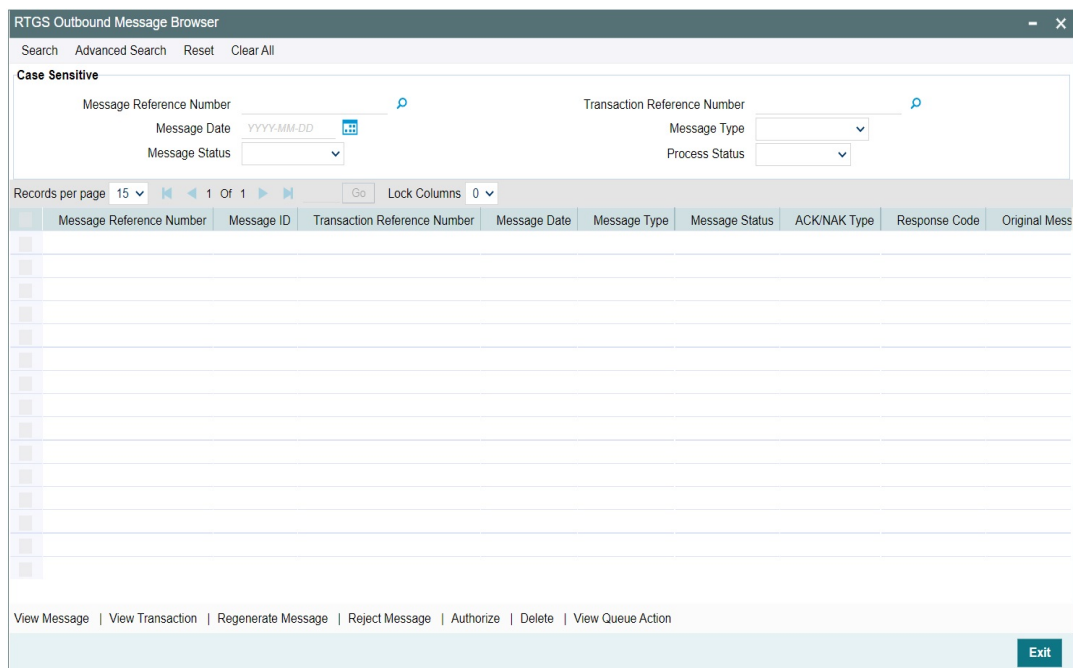 RTGS Outbound Message Browser
Search Advanced Search Reset Clear All
Case Sensitive
Message Reference Number Transaction Reference Number
Message Date YYYY-MM-DD Message Type
Message Status Process Status
Records per page 15 1 Of 1 Go Lock Columns 0
Message Reference Number Message ID Transaction Reference Number Message Date Message Type Message Status ACK/NAK Type Response Code Original Mess
View Message | View Transaction | Regenerate Message | Reject Message | Authorize | Delete | View Queue Action
Exit